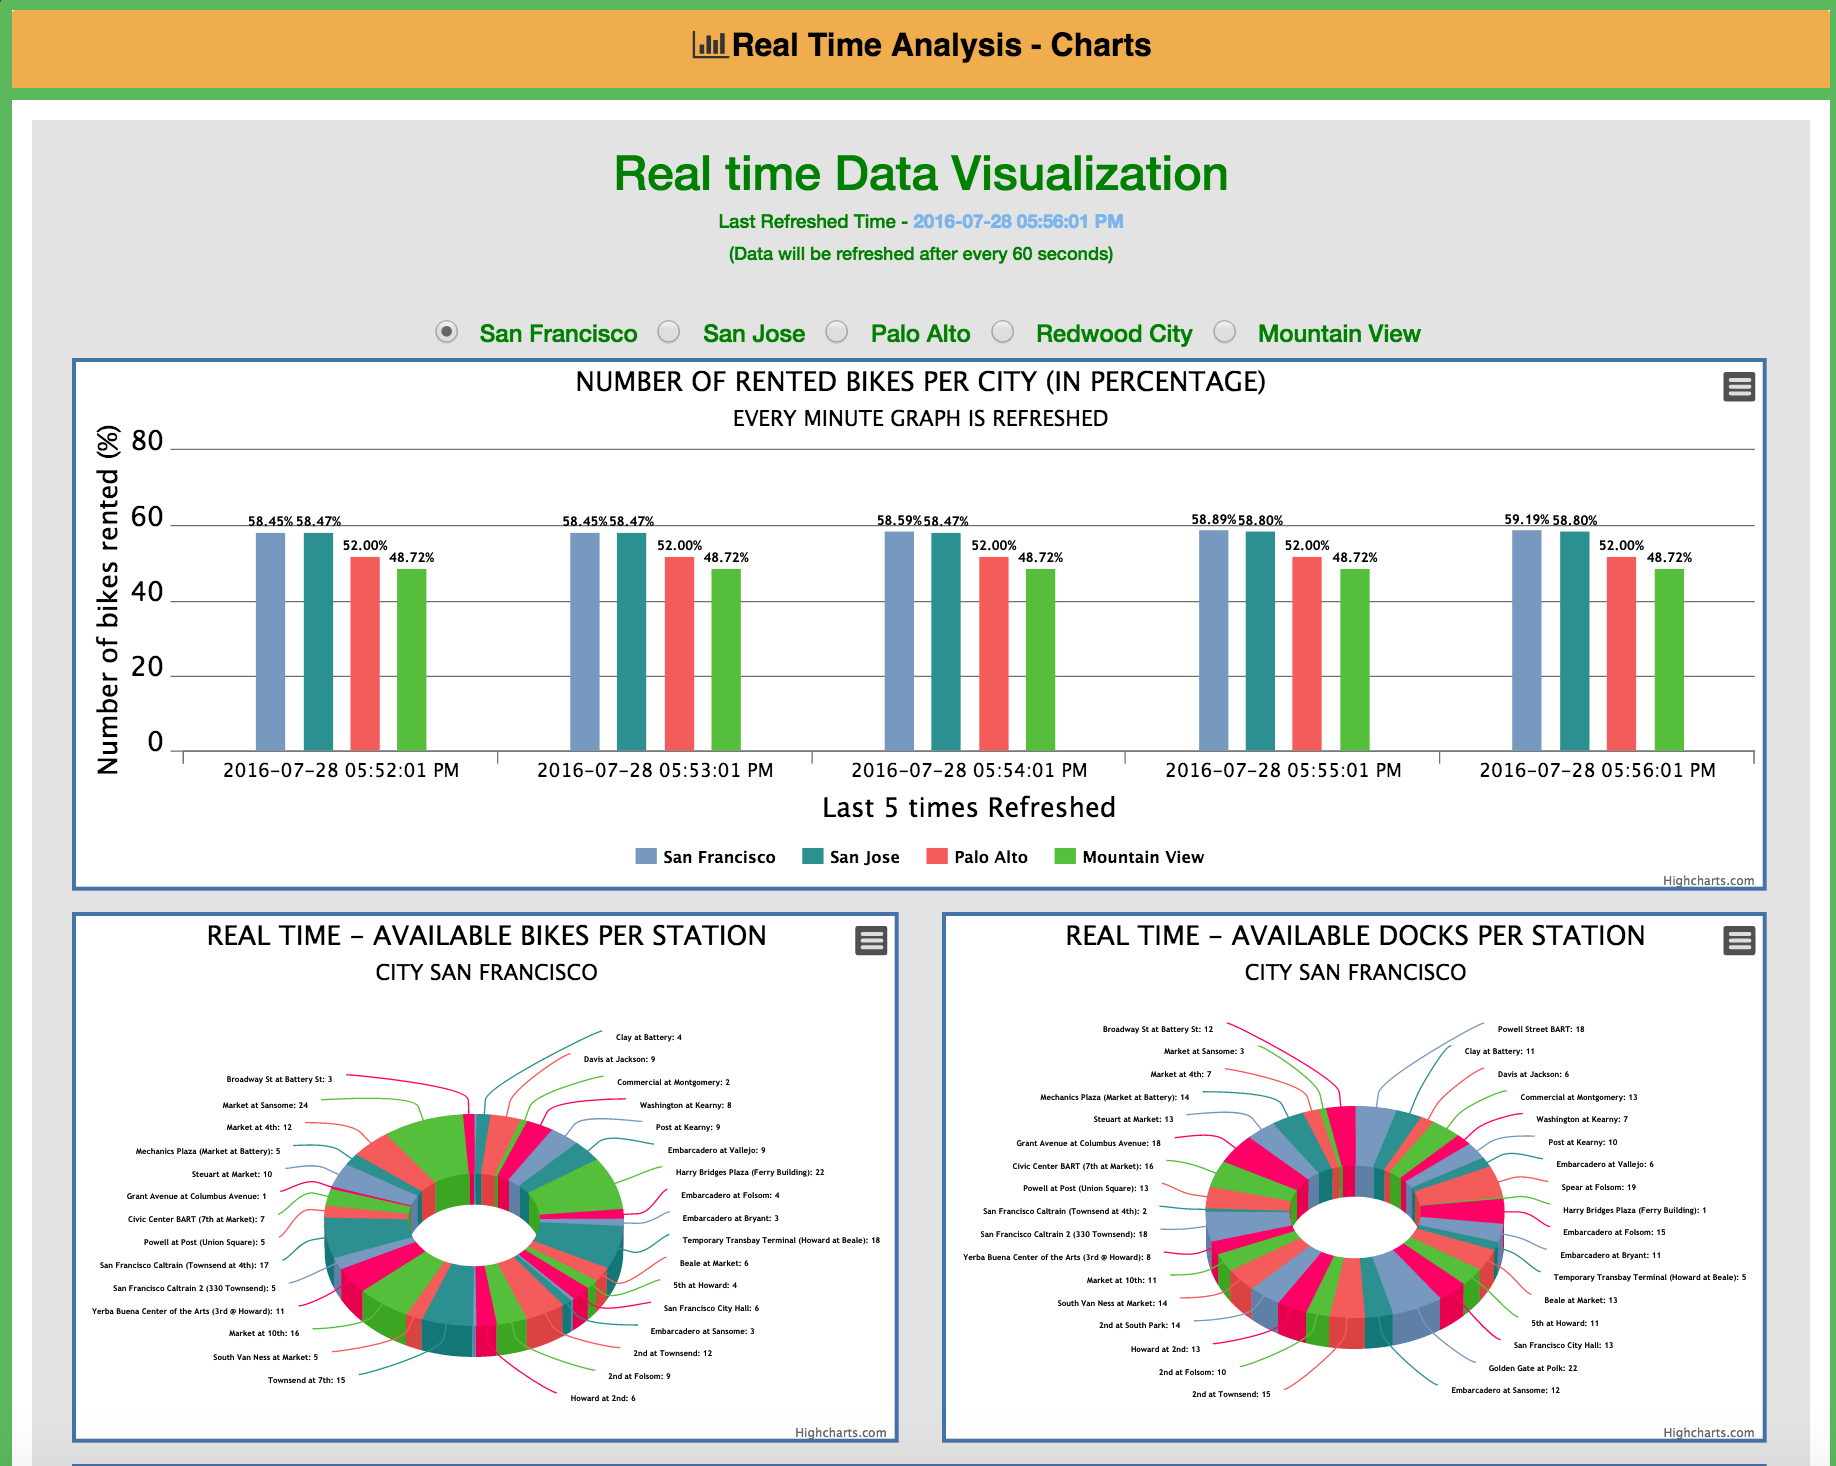 Real Time Analysis - Charts
Real time Data Visualization
Last Refreshed Time - 2016-07-28 05:56:01 PM
(Data will be refreshed after every 60 seconds)
San Francisco San Jose Palo Alto Redwood City Mountain View
NUMBER OF RENTED BIKES PER CITY (IN PERCENTAGE)
EVERY MINUTE GRAPH IS REFRESHED
Number of bikes rented (%)
80
60
40
20
0
58.45% 58.47% 52.00% 48.72%
58.45% 58.47% 52.00% 48.72%
58.59% 58.47% 52.00% 48.72%
58.89% 58.80% 52.00% 48.72%
59.19% 58.80% 52.00% 48.72%
2016-07-28 05:52:01 PM 2016-07-28 05:53:01 PM 2016-07-28 05:54:01 PM 2016-07-28 05:55:01 PM 2016-07-28 05:56:01 PM
Last 5 times Refreshed
San Francisco San Jose Palo Alto Mountain View
Highcharts.com
REAL TIME - AVAILABLE BIKES PER STATION
CITY SAN FRANCISCO
Clay at Battery: 4
Davis at Jackson: 9
Commercial at Montgomery: 2
Washington at Kearny: 8
Post at Kearny: 9
Embarcadero at Vallejo: 9
Harry Bridges Plaza (Ferry Building): 22
Embarcadero at Folsom: 4
Embarcadero at Bryant: 3
Temporary Transbay Terminal (Howard at Beale): 18
Beale at Market: 6
5th at Howard: 4
San Francisco City Hall: 6
Embarcadero at Sansome: 3
2nd at Townsend: 12
2nd at Folsom: 9
Howard at 2nd: 6
Broadway St at Battery St: 3
Market at Sansome: 24
Market at 4th: 12
Mechanics Plaza (Market at Battery): 5
Steuart at Market: 10
Grant Avenue at Columbus Avenue: 1
Civic Center BART (7th at Market): 7
Powell at Post (Union Square): 5
San Francisco Caltrain (Townsend at 4th): 17
San Francisco Caltrain 2 (330 Townsend): 5
Yerba Buena Center of the Arts (3rd @ Howard): 11
Market at 10th: 16
South Van Ness at Market: 5
Townsend at 7th: 15
Highcharts.com
REAL TIME - AVAILABLE DOCKS PER STATION
CITY SAN FRANCISCO
Powell Street BART: 18
Clay at Battery: 11
Davis at Jackson: 6
Commercial at Montgomery: 13
Washington at Kearny: 7
Post at Kearny: 10
Embarcadero at Vallejo: 6
Spear at Folsom: 19
Harry Bridges Plaza (Ferry Building): 1
Embarcadero at Folsom: 15
Embarcadero at Bryant: 11
Temporary Transbay Terminal (Howard at Beale): 5
Beale at Market: 13
5th at Howard: 11
San Francisco City Hall: 13
Golden Gate at Polk: 22
Embarcadero at Sansome: 12
Broadway St at Battery St: 12
Market at Sansome: 3
Market at 4th: 7
Mechanics Plaza (Market at Battery): 14
Steuart at Market: 13
Grant Avenue at Columbus Avenue: 18
Civic Center BART (7th at Market): 16
Powell at Post (Union Square): 13
San Francisco Caltrain (Townsend at 4th): 2
San Francisco Caltrain 2 (330 Townsend): 18
Yerba Buena Center of the Arts (3rd @ Howard): 8
Market at 10th: 11
South Van Ness at Market: 14
2nd at South Park: 14
Howard at 2nd: 13
2nd at Folsom: 10
2nd at Townsend: 15
Highcharts.com